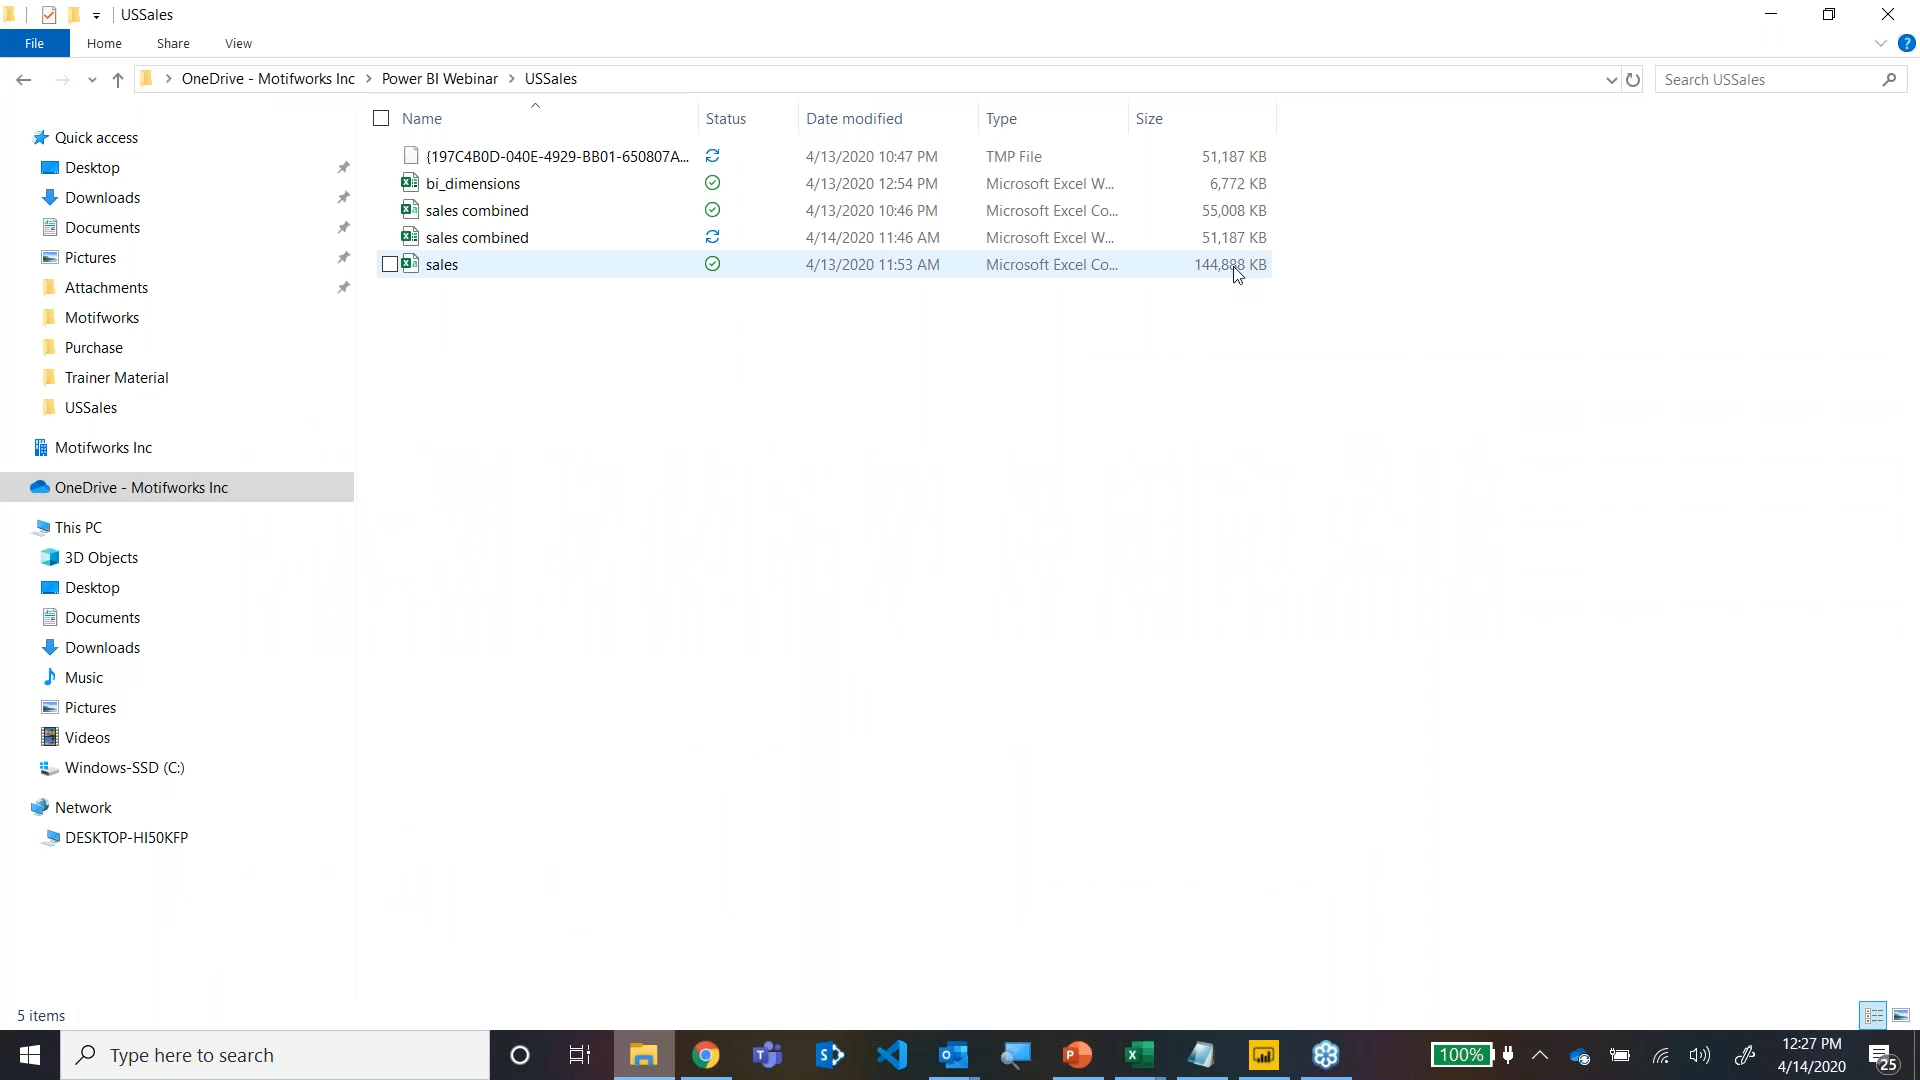 USSales
File Home Share View
OneDrive - Motifworks Inc Power BI Webinar USSales
Search USSales
Name Status Date modified Type Size
{197C4B0D-040E-4929-BB01-650807A... 4/13/2020 10:47 PM TMP File 51,187 KB
bi_dimensions 4/13/2020 12:54 PM Microsoft Excel W... 6,772 KB
sales combined 4/13/2020 10:46 PM Microsoft Excel Co... 55,008 KB
sales combined 4/14/2020 11:46 AM Microsoft Excel W... 51,187 KB
sales 4/13/2020 11:53 AM Microsoft Excel Co... 144,888 KB
Quick access
Desktop
Downloads
Documents
Pictures
Attachments
Motifworks
Purchase
Trainer Material
USSales
Motifworks Inc
OneDrive - Motifworks Inc
This PC
3D Objects
Desktop
Documents
Downloads
Music
Pictures
Videos
Windows-SSD (C:)
Network
DESKTOP-HI50KFP
5 items
Type here to search
100%
12:27 PM
4/14/2020
25